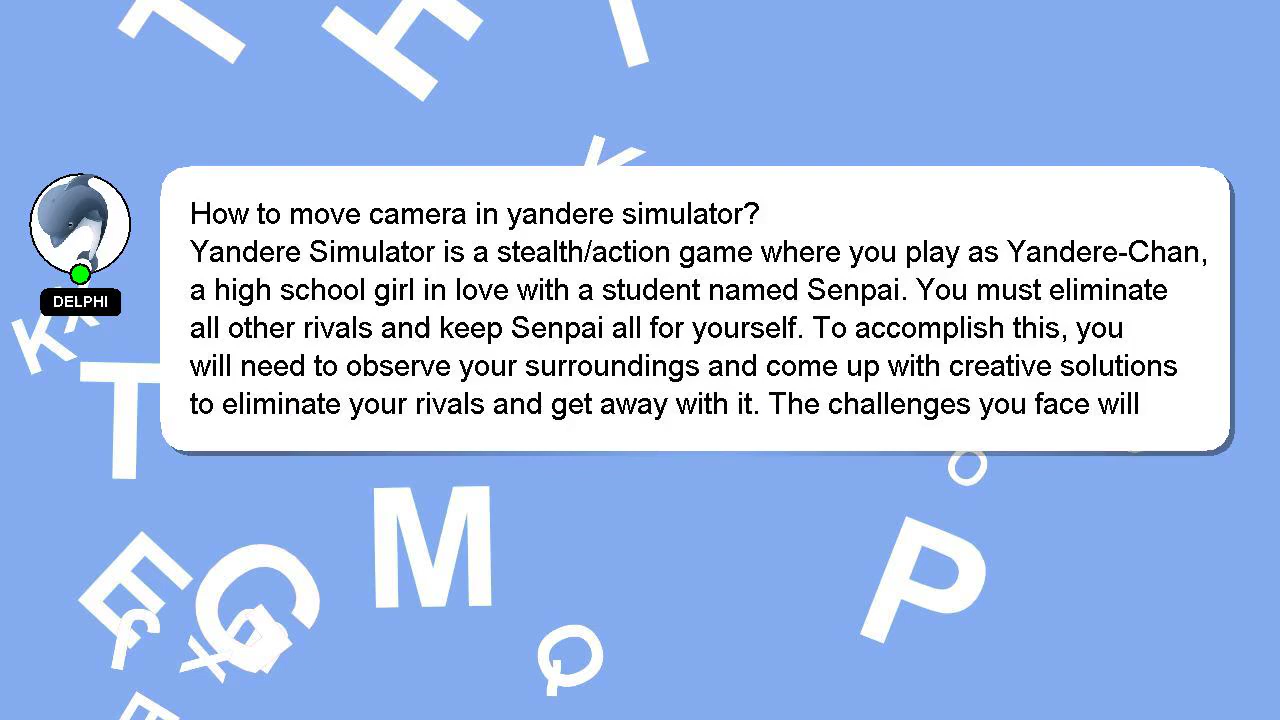 T
H
T
K
How to move camera in yandere simulator?
Yandere Simulator is a stealth/action game where you play as Yandere-Chan,
a high school girl in love with a student named Senpai. You must eliminate
all other rivals and keep Senpai all for yourself. To accomplish this, you
will need to observe your surroundings and come up with creative solutions
to eliminate your rivals and get away with it. The challenges you face will
DELPHI
K
X
T
O
M
P
E
G
J
X
Q
E